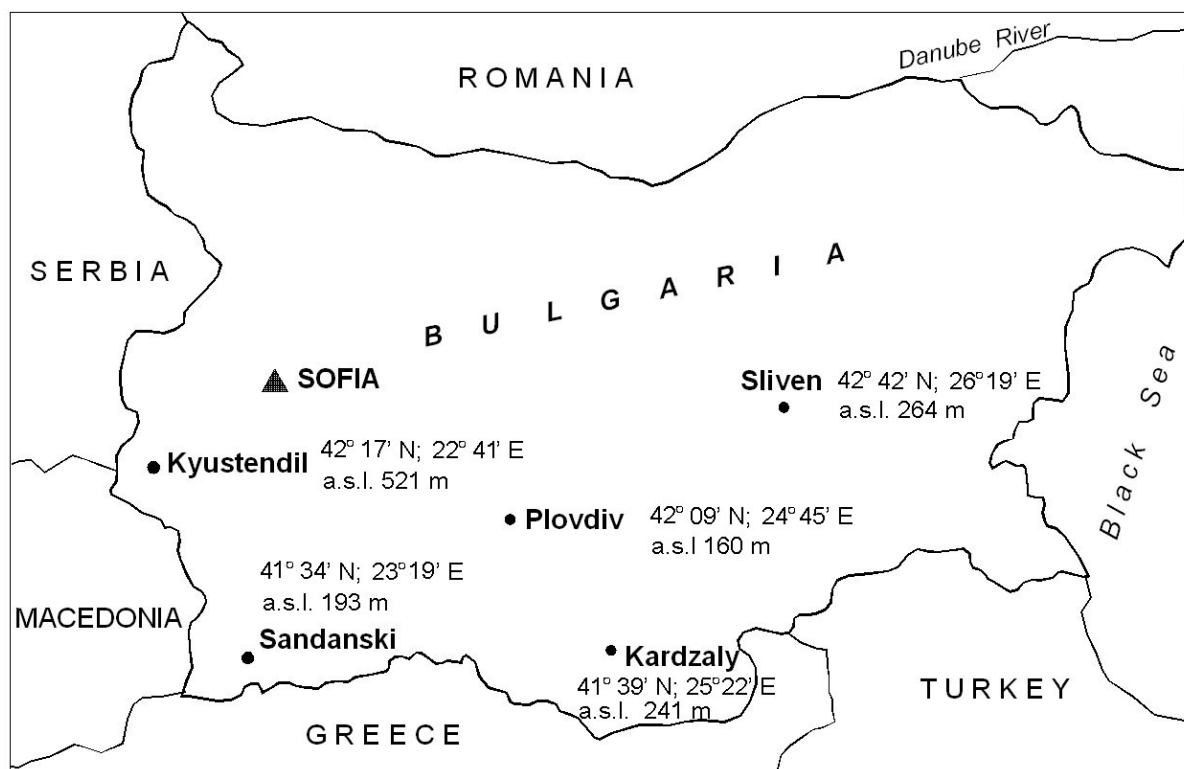 Danube River
ROMANIA
SERBIA
BULGARIA
SOFIA
Sliven
42° 42' N; 26°19' E
a.s.l. 264 m
Kyustendil
42° 17' N; 22° 41' E
a.s.l. 521 m
Black Sea
Plovdiv
42° 09' N; 24° 45' E
a.s.l 160 m
41° 34' N; 23°19' E
a.s.l. 193 m
MACEDONIA
Sandanski
Kardzaly
41° 39' N; 25°22' E
a.s.l. 241 m
TURKEY
GREECE